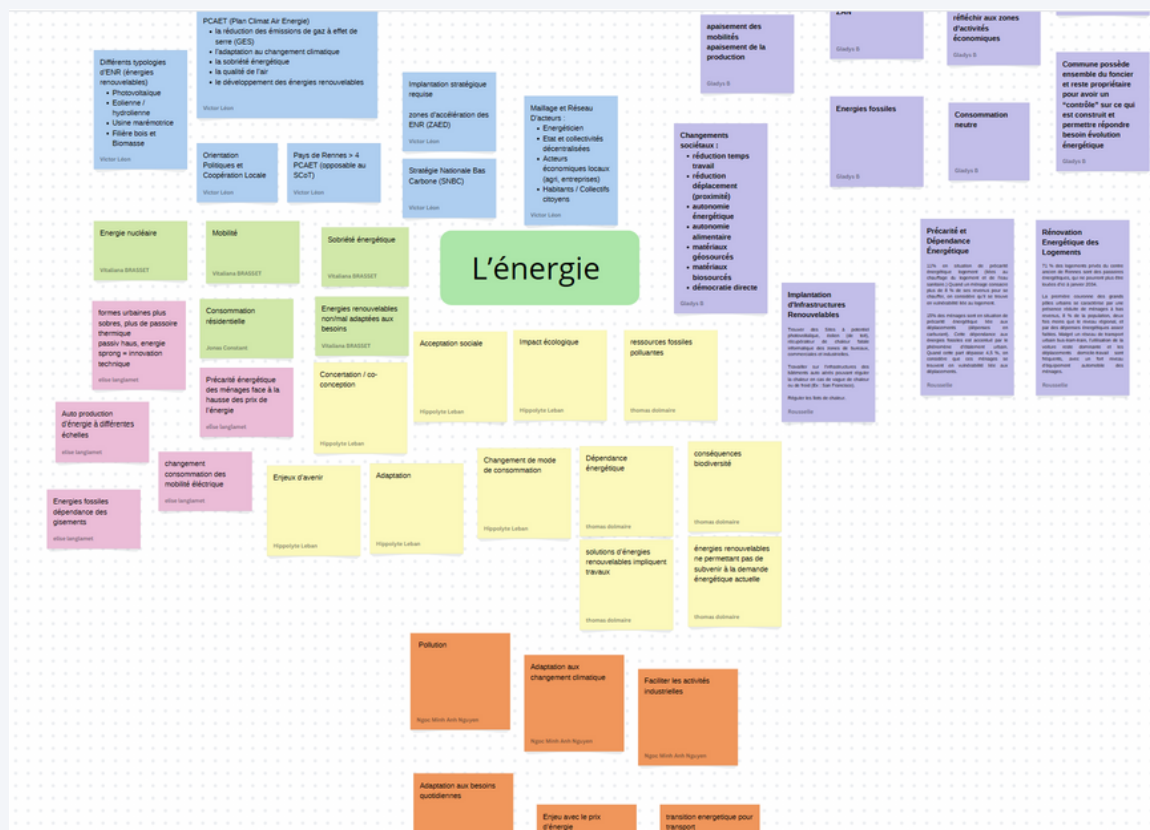 PCAET (Plan Climat Air Energie)
• la réduction des émissions de gaz à effet de
serre (GES)
• l'adaptation au changement climatique
• la sobriété énergétique
• la qualité de l'air
• le développement des énergies renouvelables
Victor Léon
Différents typologies
d'ENR (énergies
renouvelables)
• Photovoltaïque
• Eolienne /
hydrolienne
• Usine marémotrice
• Filière bois et
Biomasse
Victor Léon
Orientation
Politiques et
Coopération Locale
Victor Léon
Pays de Rennes > 4
PCAET (opposable au
SCoT)
Victor Léon
Implantation stratégique
requise
zones d'accélération des
ENR (ZAED)
Victor Léon
Stratégie Nationale Bas
Carbone (SNBC)
Victor Léon
Maillage et Réseau
D'acteurs :
• Energéticien
• Etat et collectivités
décentralisées
• Acteurs
économiques locaux
(agri, entreprises)
• Habitants / Collectifs
citoyens
Victor Léon
apaisement des
mobilités
apaisement de la
production
Gladys B
ZAN
Gladys B
réfléchir aux zones
d'activités
économiques
Gladys B
Commune possède
ensemble du foncier
et reste propriétaire
pour avoir un
"contrôle" sur ce qui
est construit et
permettre répondre
besoin évolution
énergétique
Gladys B
Energies fossiles
Gladys B
Consommation
neutre
Gladys B
Changements
sociétaux :
• réduction temps
travail
• réduction
déplacement
(proximité)
• autonomie
énergétique
• autonomie
alimentaire
• matériaux
géosourcés
• matériaux
biosourcés
• démocratie directe
Gladys B
L'énergie
Energie nucléaire
Vitaliana BRASSET
Mobilité
Vitaliana BRASSET
Sobriété énergétique
Vitaliana BRASSET
Consommation
résidentielle
Jonas Constant
Energies renouvelables
non/mal adaptées aux
besoins
Vitaliana BRASSET
formes urbaines plus
sobres, plus de passoire
thermique
passiv haus, energie
sprong = innovation
technique
elise langlamet
Précarité énergétique
des ménages face à la
hausse des prix de
l'énergie
elise langlamet
Auto production
d'énergie à différentes
échelles
elise langlamet
changement
consommation des
mobilité éléctrique
elise langlamet
Energies fossiles
dépendance des
gisements
elise langlamet
Concertation / co-
conception
Hippolyte Leban
Acceptation sociale
Hippolyte Leban
Impact écologique
Hippolyte Leban
ressources fossiles
polluantes
thomas dolmaire
Enjeux d'avenir
Hippolyte Leban
Adaptation
Hippolyte Leban
Changement de mode
de consommation
Hippolyte Leban
Dépendance
énergétique
thomas dolmaire
conséquences
biodiversité
thomas dolmaire
solutions d'énergies
renouvelables impliquent
travaux
thomas dolmaire
énergies renouvelables
ne permettant pas de
subvenir à la demande
énergétique actuelle
thomas dolmaire
Implantation
d'Infrastructures
Renouvelables
Rousselle
Précarité et
Dépendance
Énergétique
Rousselle
Rénovation
Energétique des
Logements
Rousselle
Pollution
Ngoc Minh Anh Nguyen
Adaptation aux
changement climatique
Ngoc Minh Anh Nguyen
Faciliter les activités
industrielles
Ngoc Minh Anh Nguyen
Adaptation aux besoins
quotidiennes
Enjeu avec le prix
d'énergie
transition energetique pour
transport